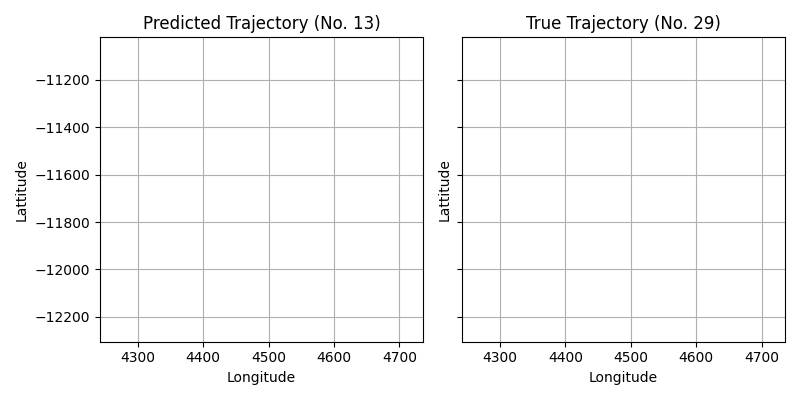 Predicted Trajectory (No. 13)
True Trajectory (No. 29)
−11200
−11400
−11600
−11800
−12000
−12200
Lattitude
4300 4400 4500 4600 4700
Longitude
Lattitude
4300 4400 4500 4600 4700
Longitude